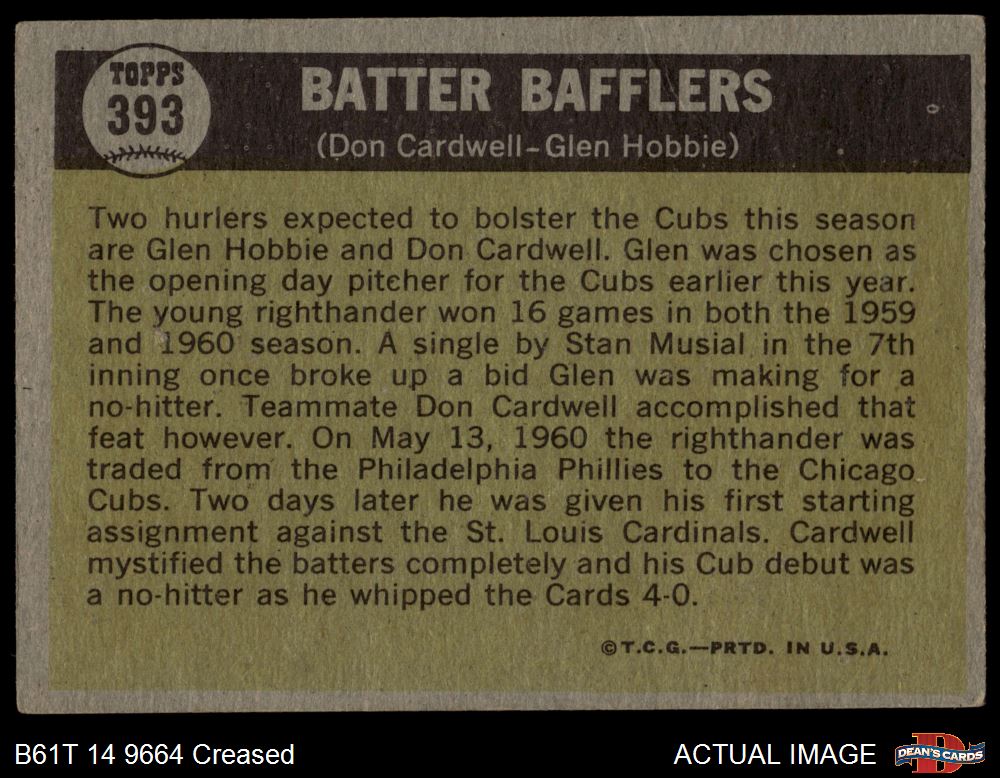 TOPPS
393
BATTER BAFFLERS
(Don Cardwell-Glen Hobbie)
Two hurlers expected to bolster the Cubs this season
are Glen Hobbie and Don Cardwell. Glen was chosen as
the opening day pitcher for the Cubs earlier this year.
The young righthander won 16 games in both the 1959
and 1960 season. A single by Stan Musial in the 7th
inning once broke up a bid Glen was making for a
no-hitter. Teammate Don Cardwell accomplished that
feat however. On May 13, 1960 the righthander was
traded from the Philadelphia Phillies to the Chicago
Cubs. Two days later he was given his first starting
assignment against the St. Louis Cardinals. Cardwell
mystified the batters completely and his Cub debut was
a no-hitter as he whipped the Cards 4-0.
©T.C.G.—PRTD. IN U.S.A.
B61T 14 9664 Creased
ACTUAL IMAGE
DEAN'S CARDS